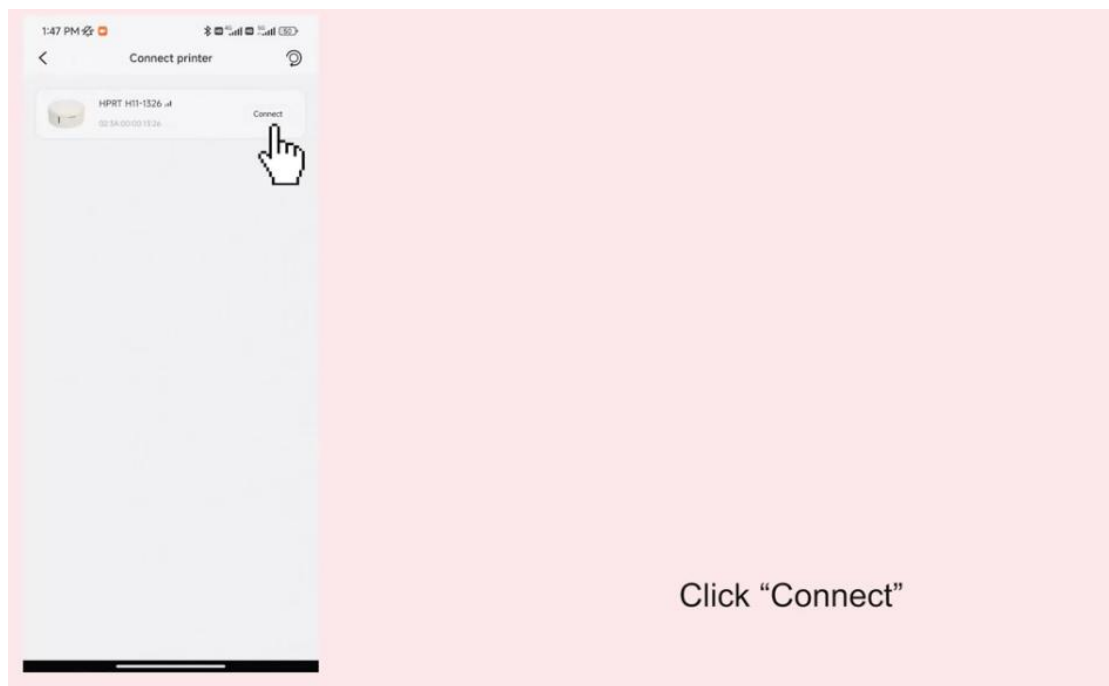 1:47 PM
Connect printer
HPRT H11-1326
Connect
Click “Connect”